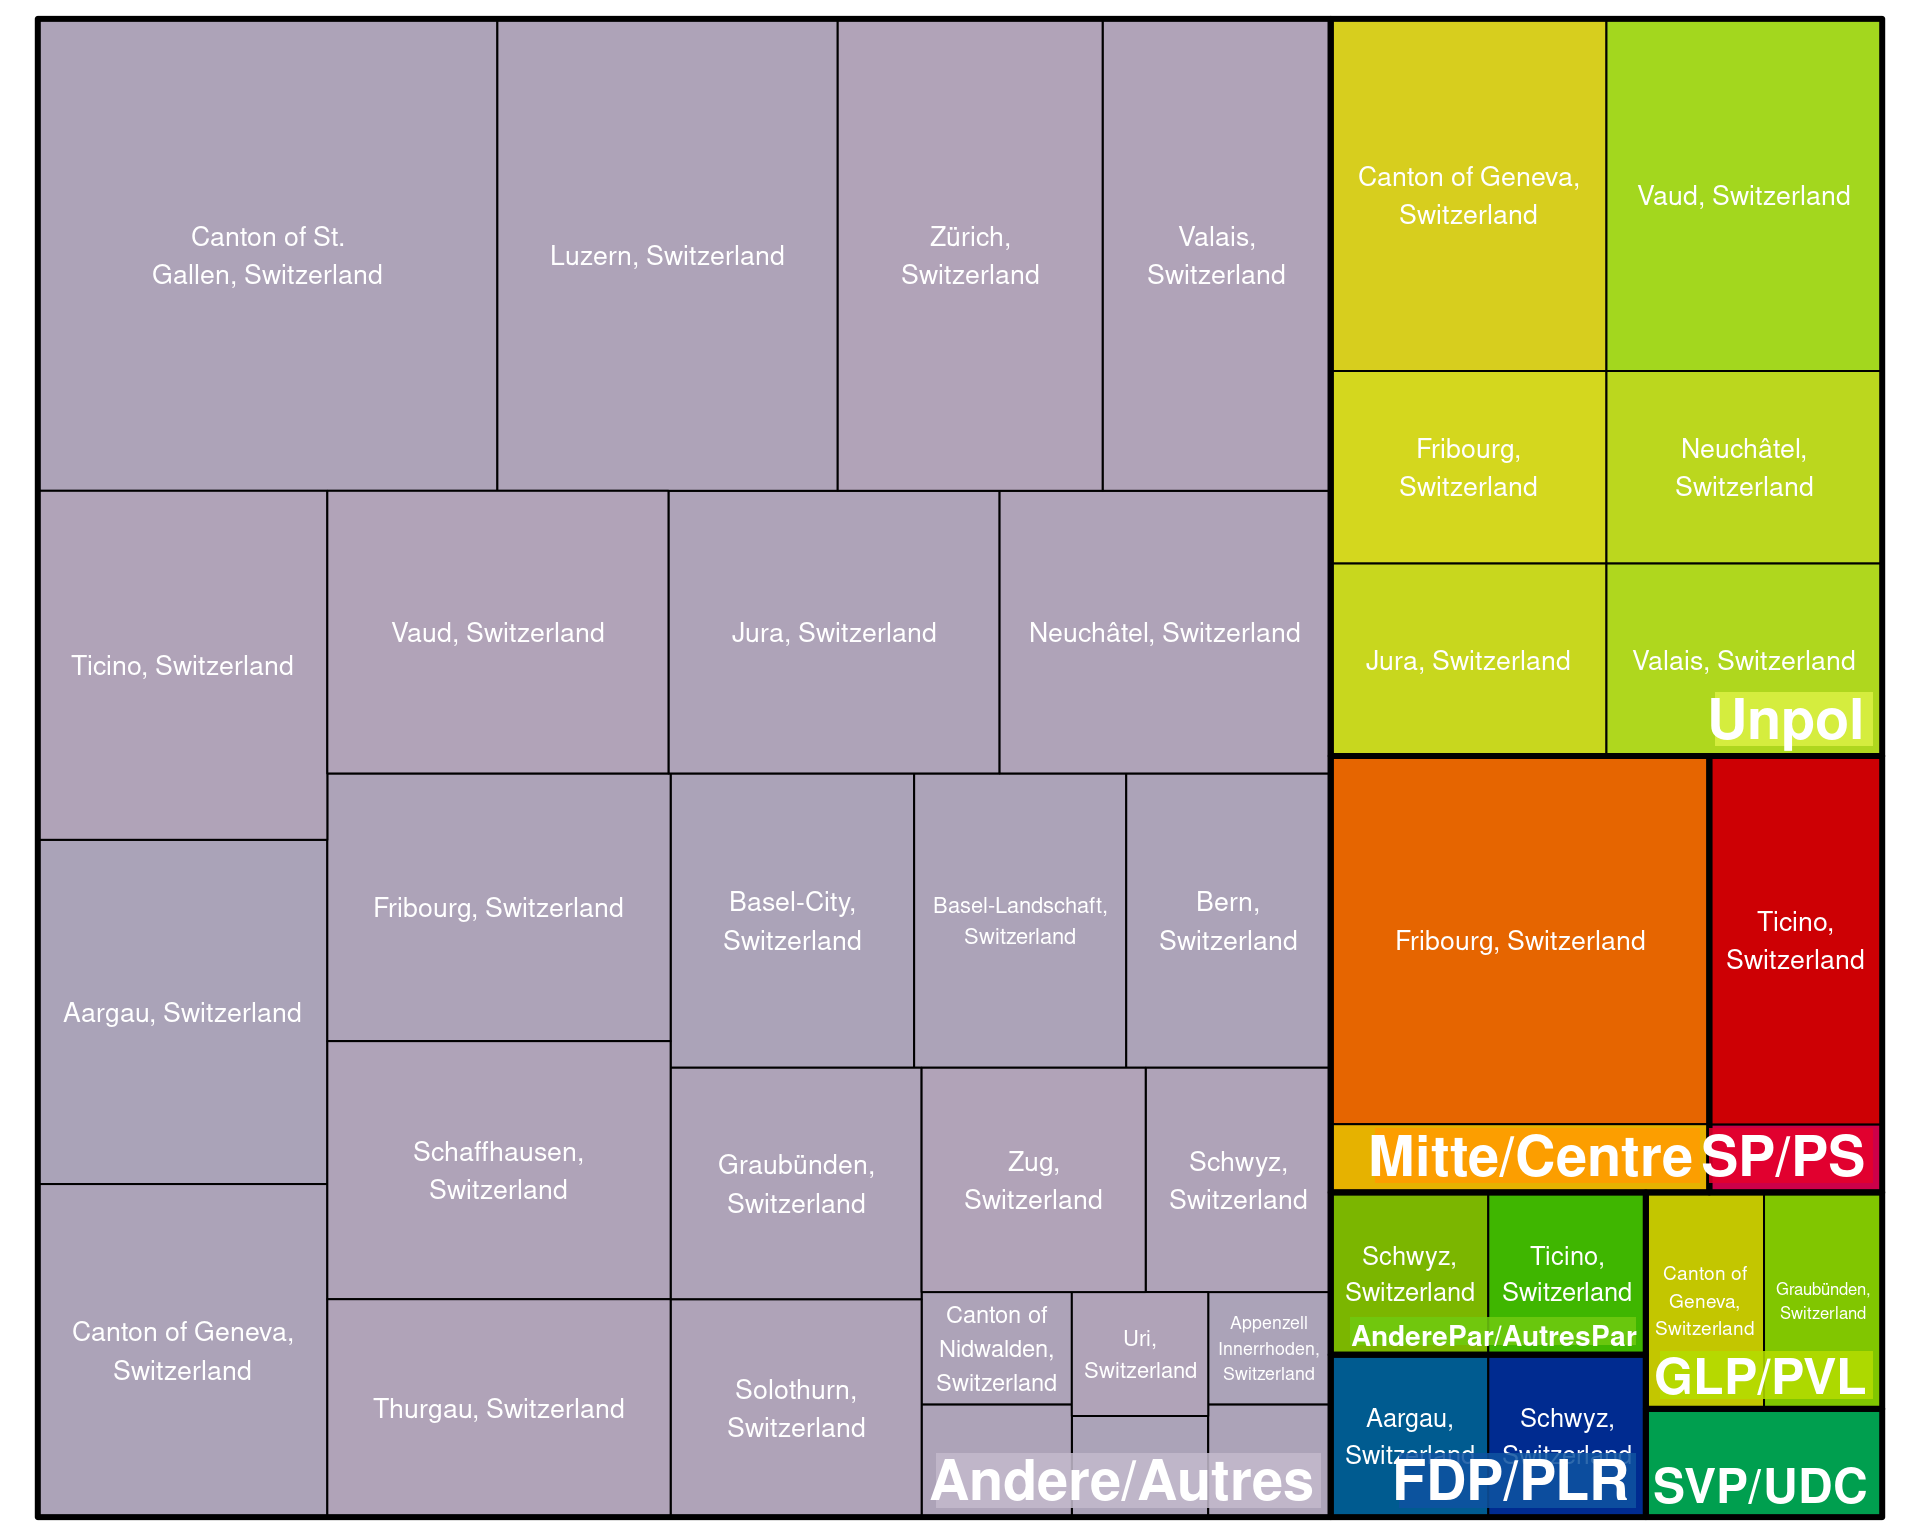 Canton of St.
Gallen, Switzerland
Luzern, Switzerland
Zürich,
Switzerland
Valais,
Switzerland
Ticino, Switzerland
Vaud, Switzerland
Jura, Switzerland
Neuchâtel, Switzerland
Aargau, Switzerland
Fribourg, Switzerland
Basel-City,
Switzerland
Basel-Landschaft,
Switzerland
Bern,
Switzerland
Canton of Geneva,
Switzerland
Schaffhausen,
Switzerland
Thurgau, Switzerland
Graubünden,
Switzerland
Zug,
Switzerland
Schwyz,
Switzerland
Solothurn,
Switzerland
Canton of
Nidwalden,
Switzerland
Uri,
Switzerland
Appenzell
Innerrhoden,
Switzerland
Andere/Autres
Canton of Geneva,
Switzerland
Vaud, Switzerland
Fribourg,
Switzerland
Neuchâtel,
Switzerland
Jura, Switzerland
Valais, Switzerland
Unpol
Fribourg, Switzerland
Mitte/Centre
Ticino,
Switzerland
SP/PS
Schwyz,
Switzerland
Ticino,
Switzerland
AnderePar/AutresPar
Canton of
Geneva,
Switzerland
Graubünden,
Switzerland
GLP/PVL
Aargau,
Switzerland
Schwyz,
Switzerland
FDP/PLR
SVP/UDC